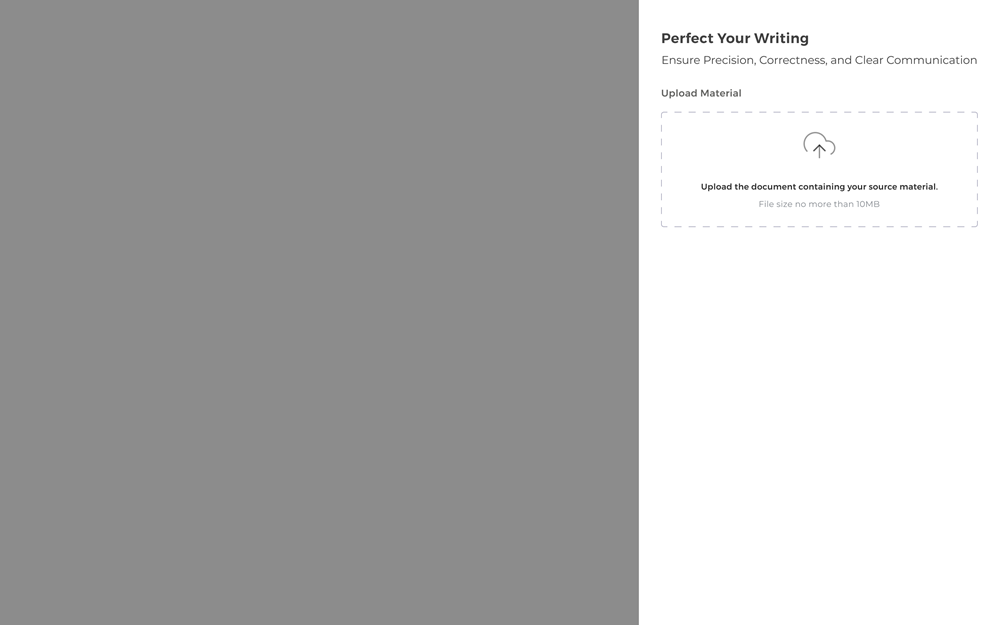 Perfect Your Writing
Ensure Precision, Correctness, and Clear Communication
Upload Material
Upload the document containing your source material.
File size no more than 10MB